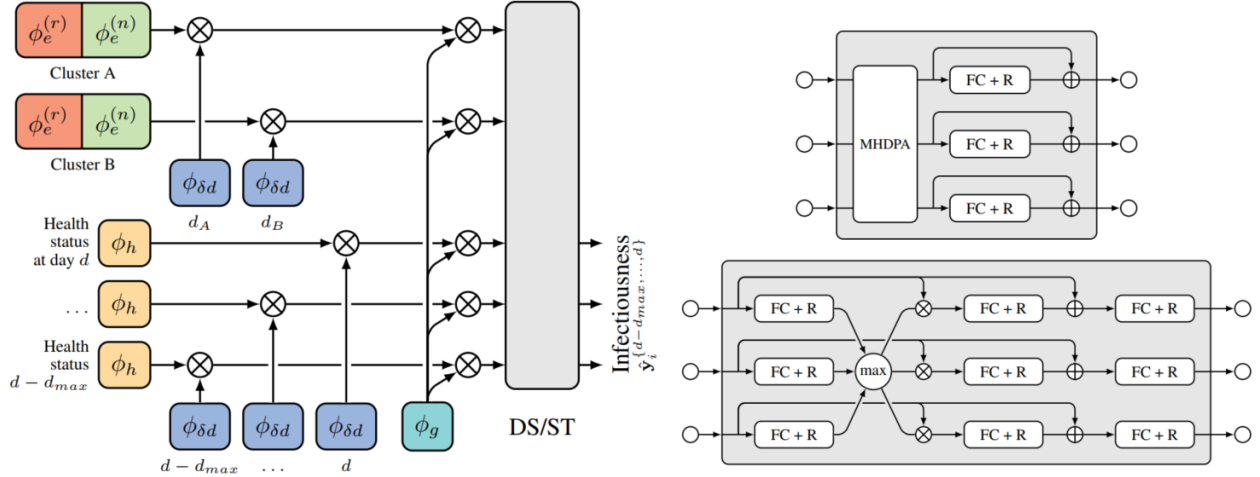 ϕ_e^(r) ϕ_e^(n)
Cluster A
ϕ_e^(r) ϕ_e^(n)
Cluster B
ϕ_δd ϕ_δd
d_A d_B
Health
status
at day d
ϕ_h
... ϕ_h
Health
status
d − d_max
ϕ_h
ϕ_δd ϕ_δd ϕ_δd ϕ_g
d − d_max ... d
DS/ST
Infectiousness
ŷ_i^{d−d_max,...,d}
MHDPA
FC + R
FC + R
FC + R
FC + R FC + R FC + R
FC + R max FC + R FC + R
FC + R FC + R FC + R